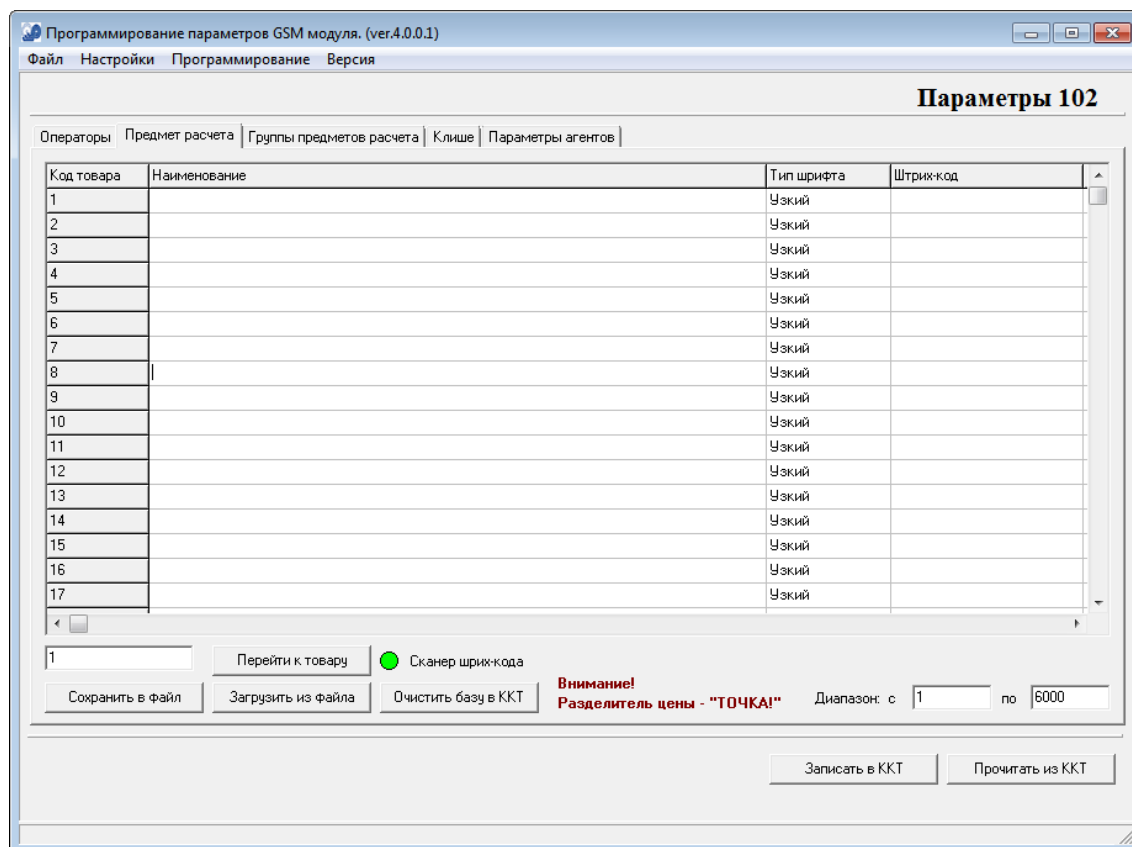 Программирование параметров GSM модуля. (ver.4.0.0.1)
Файл Настройки Программирование Версия
Параметры 102
Операторы Предмет расчета Группы предметов расчета Клише Параметры агентов
Код товара Наименование Тип шрифта Штрих-код
1 Узкий
2 Узкий
3 Узкий
4 Узкий
5 Узкий
6 Узкий
7 Узкий
8 Узкий
9 Узкий
10 Узкий
11 Узкий
12 Узкий
13 Узкий
14 Узкий
15 Узкий
16 Узкий
17 Узкий
1 Перейти к товару Сканер шрих-кода
Сохранить в файл Загрузить из файла Очистить базу в ККТ
Внимание!
Разделитель цены - "ТОЧКА!"
Диапазон: с 1 по 6000
Записать в ККТ Прочитать из ККТ